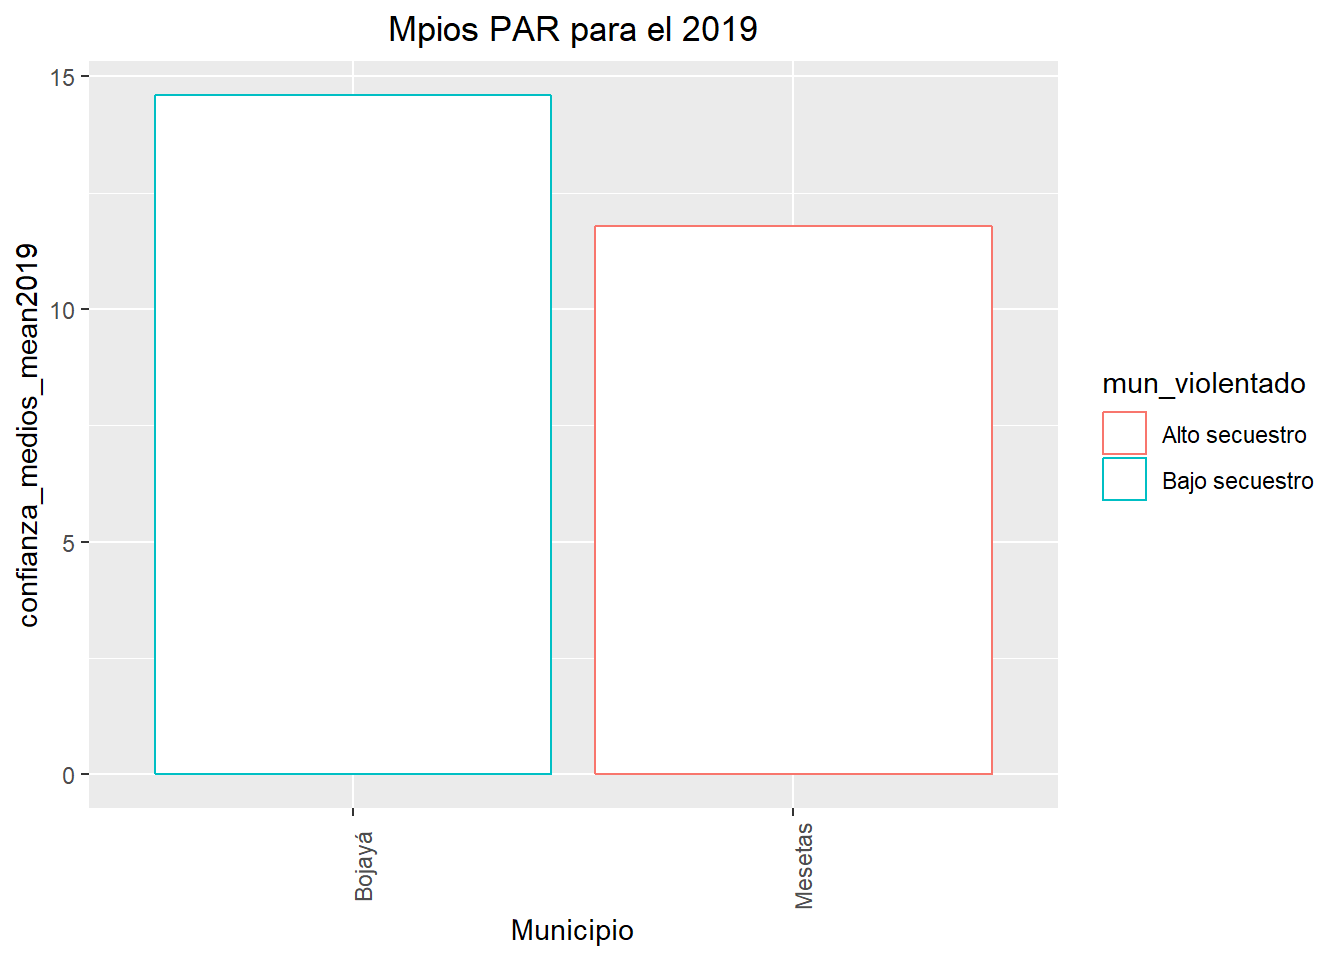 Mpios PAR para el 2019
confianza_medios_mean2019
15
10
5
0
Bojayá
Mesetas
Municipio
mun_violentado
Alto secuestro
Bajo secuestro